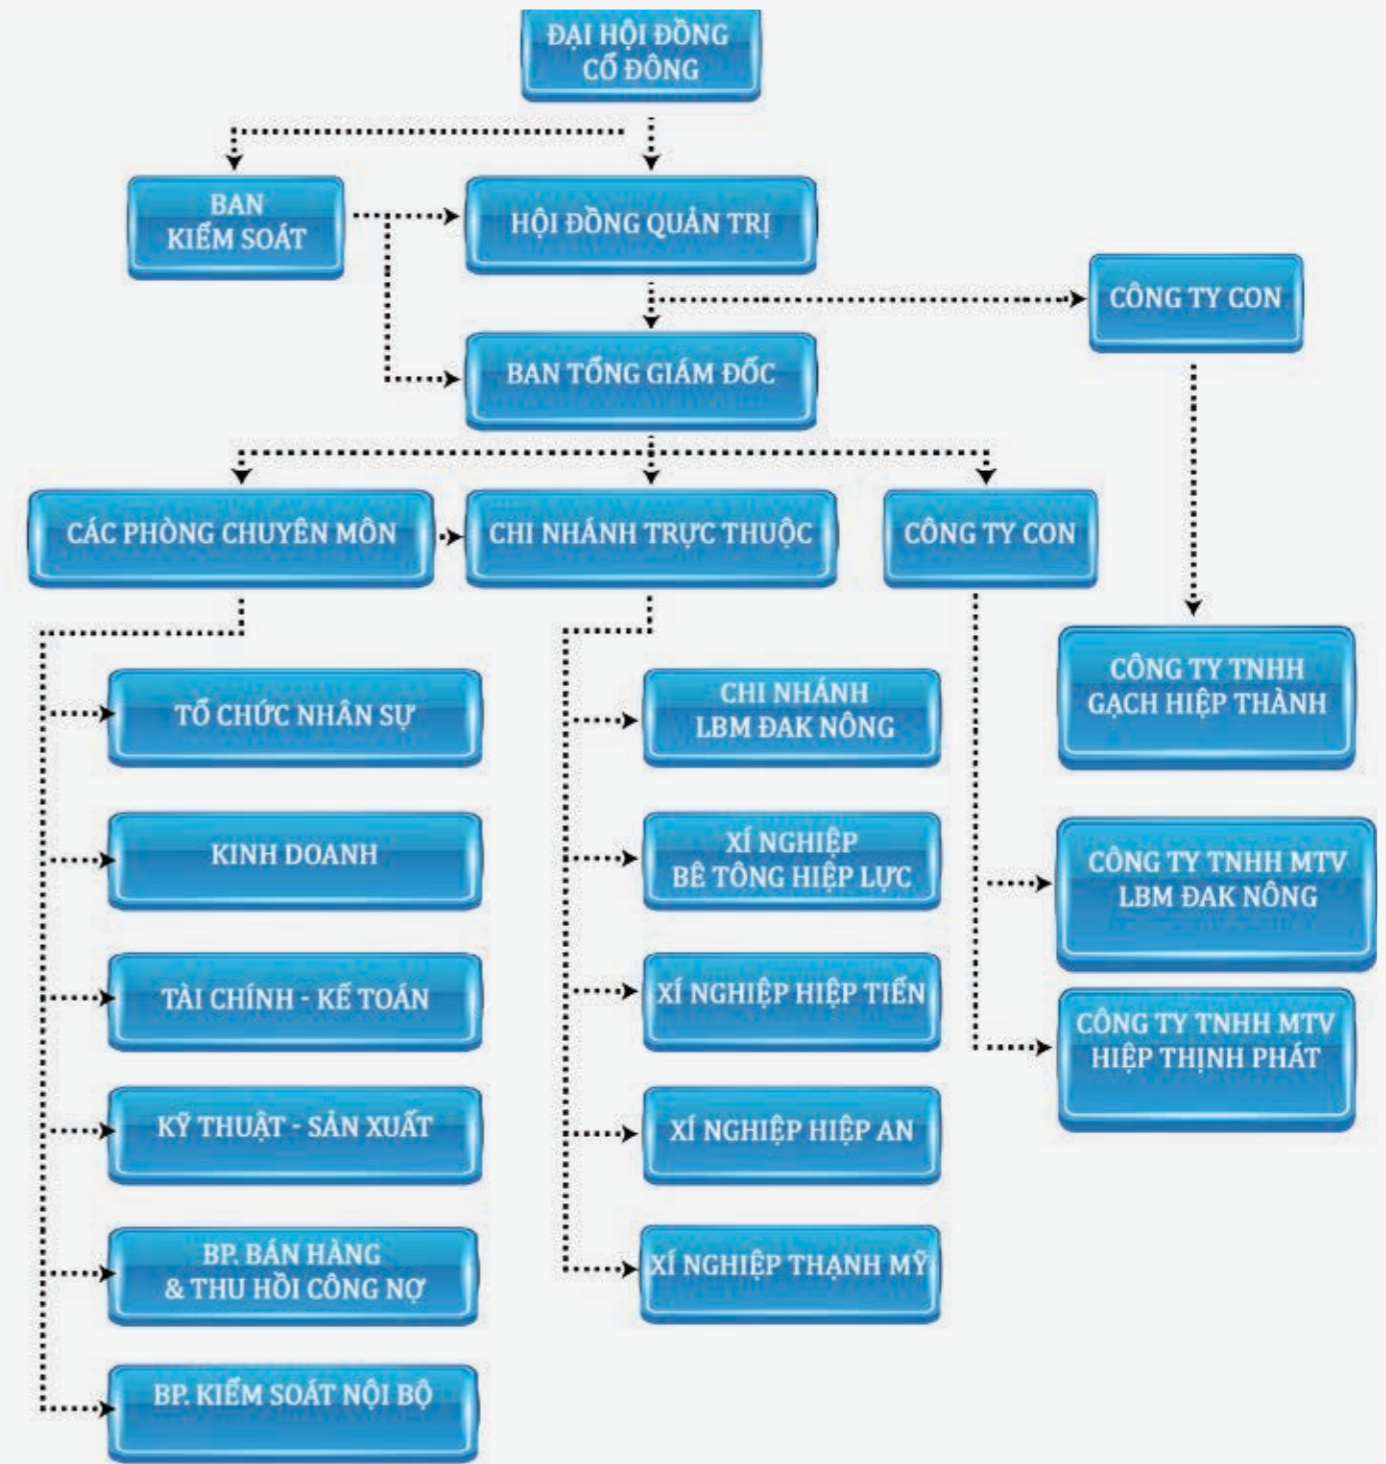 ĐẠI HỘI ĐỒNG
CỔ ĐÔNG
BAN
KIỂM SOÁT
HỘI ĐỒNG QUẢN TRỊ
CÔNG TY CON
BAN TỔNG GIÁM ĐỐC
CÁC PHÒNG CHUYÊN MÔN
CHI NHÁNH TRỰC THUỘC
CÔNG TY CON
TỔ CHỨC NHÂN SỰ
KINH DOANH
TÀI CHÍNH - KẾ TOÁN
KỸ THUẬT - SẢN XUẤT
BP. BÁN HÀNG
& THU HỒI CÔNG NỢ
BP. KIỂM SOÁT NỘI BỘ
CHI NHÁNH
LBM ĐAK NÔNG
XÍ NGHIỆP
BÊ TÔNG HIỆP LỰC
XÍ NGHIỆP HIỆP TIẾN
XÍ NGHIỆP HIỆP AN
XÍ NGHIỆP THẠNH MỸ
CÔNG TY TNHH
GẠCH HIỆP THÀNH
CÔNG TY TNHH MTV
LBM ĐAK NÔNG
CÔNG TY TNHH MTV
HIỆP THỊNH PHÁT